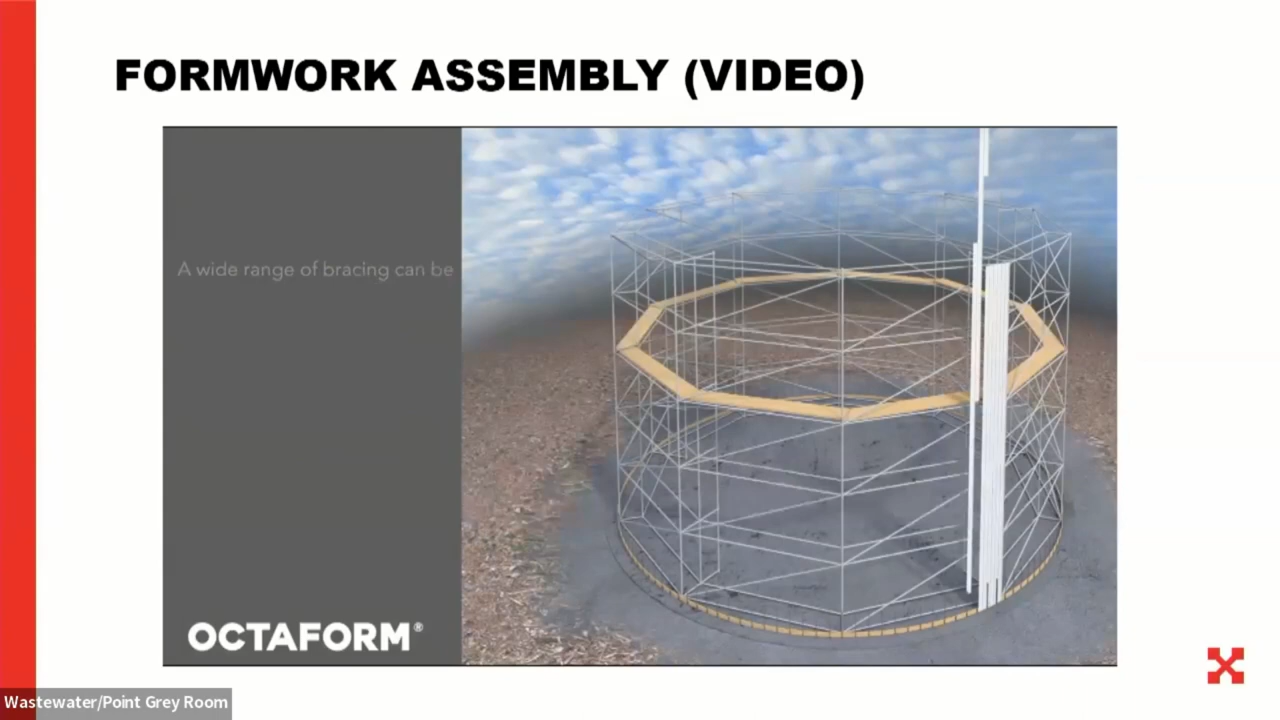 FORMWORK ASSEMBLY (VIDEO)
A wide range of bracing can be
OCTAFORM®
Wastewater/Point Grey Room